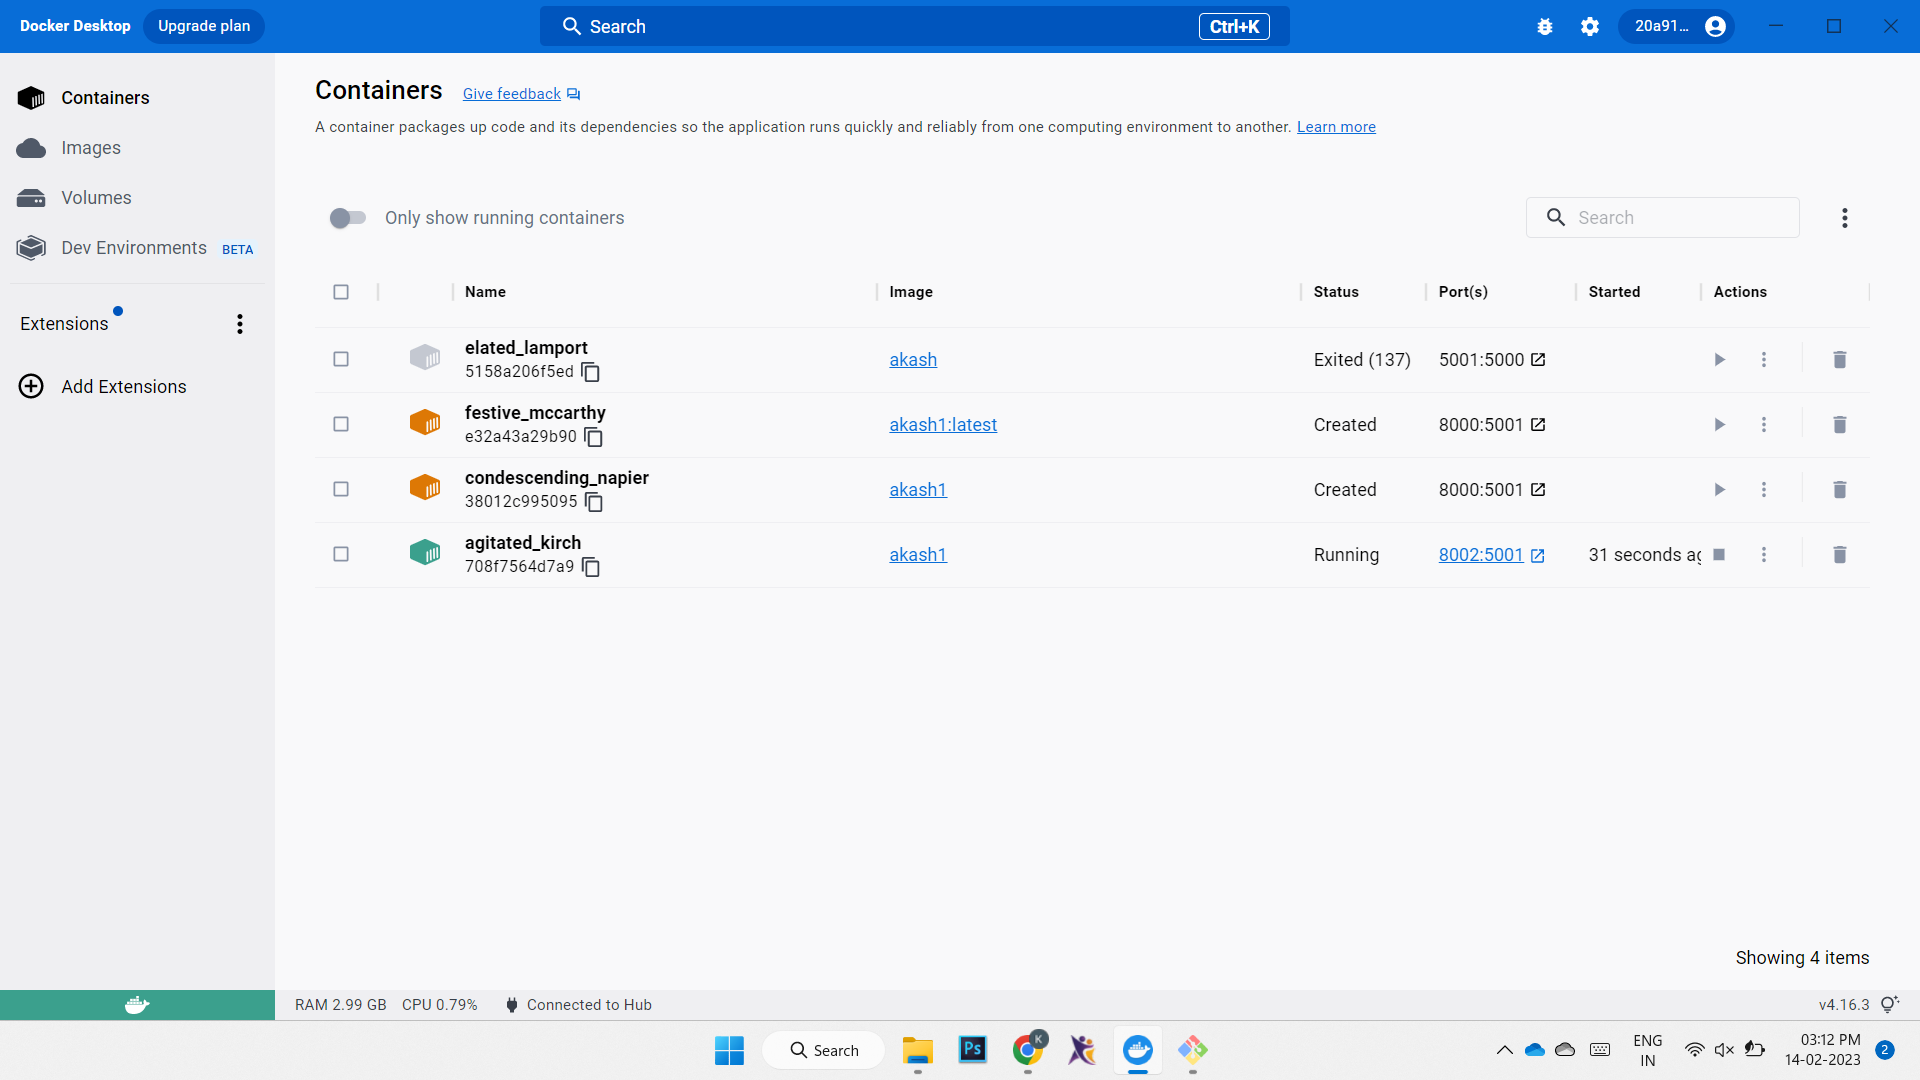 Docker Desktop Upgrade plan Search Ctrl+K 20a91...
Containers
Images
Volumes
Dev Environments BETA
Extensions
Add Extensions
Containers Give feedback
A container packages up code and its dependencies so the application runs quickly and reliably from one computing environment to another. Learn more
Only show running containers Search
Name Image Status Port(s) Started Actions
elated_lamport
5158a206f5ed akash Exited (137) 5001:5000
festive_mccarthy
e32a43a29b90 akash1:latest Created 8000:5001
condescending_napier
38012c995095 akash1 Created 8000:5001
agitated_kirch
708f7564d7a9 akash1 Running 8002:5001 31 seconds ag
Showing 4 items
RAM 2.99 GB CPU 0.79% Connected to Hub v4.16.3
Search Ps K ENG 03:12 PM
IN 14-02-2023 2